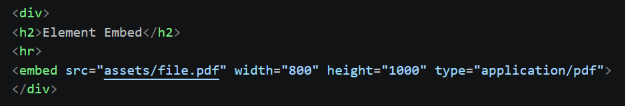 <div>
<h2>Element Embed</h2>
<hr>
<embed src="assets/file.pdf" width="800" height="1000" type="application/pdf">
</div>